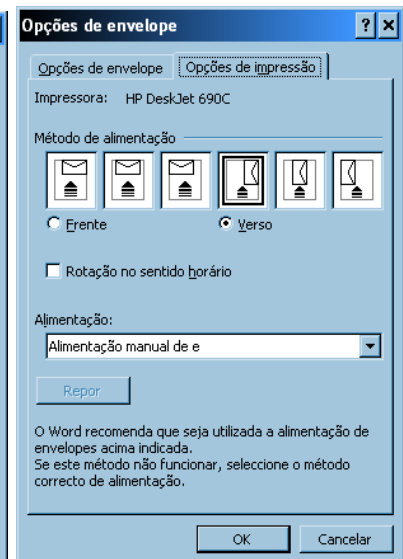 Opções de envelope
Opções de envelope Opções de impressão
Impressora: HP DeskJet 690C
Método de alimentação
Frente Verso
Rotação no sentido horário
Alimentação:
Alimentação manual de e
Repor
O Word recomenda que seja utilizada a alimentação de
envelopes acima indicada.
Se este método não funcionar, seleccione o método
correcto de alimentação.
OK Cancelar